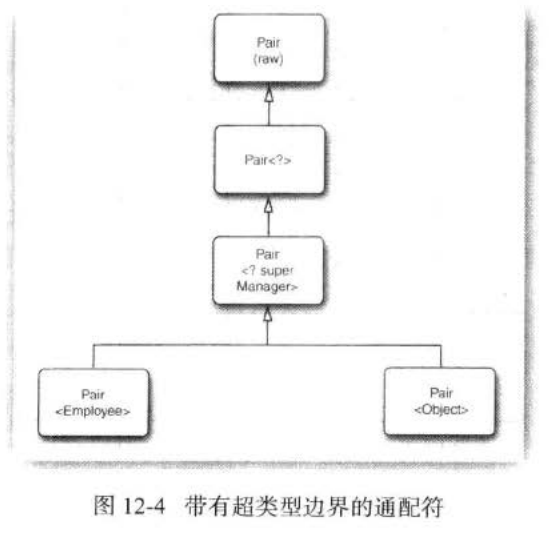 Pair
(raw)
Pair<?>
Pair
<? super
Manager>
Pair
<Employee>
Pair
<Object>
图 12-4 带有超类型边界的通配符